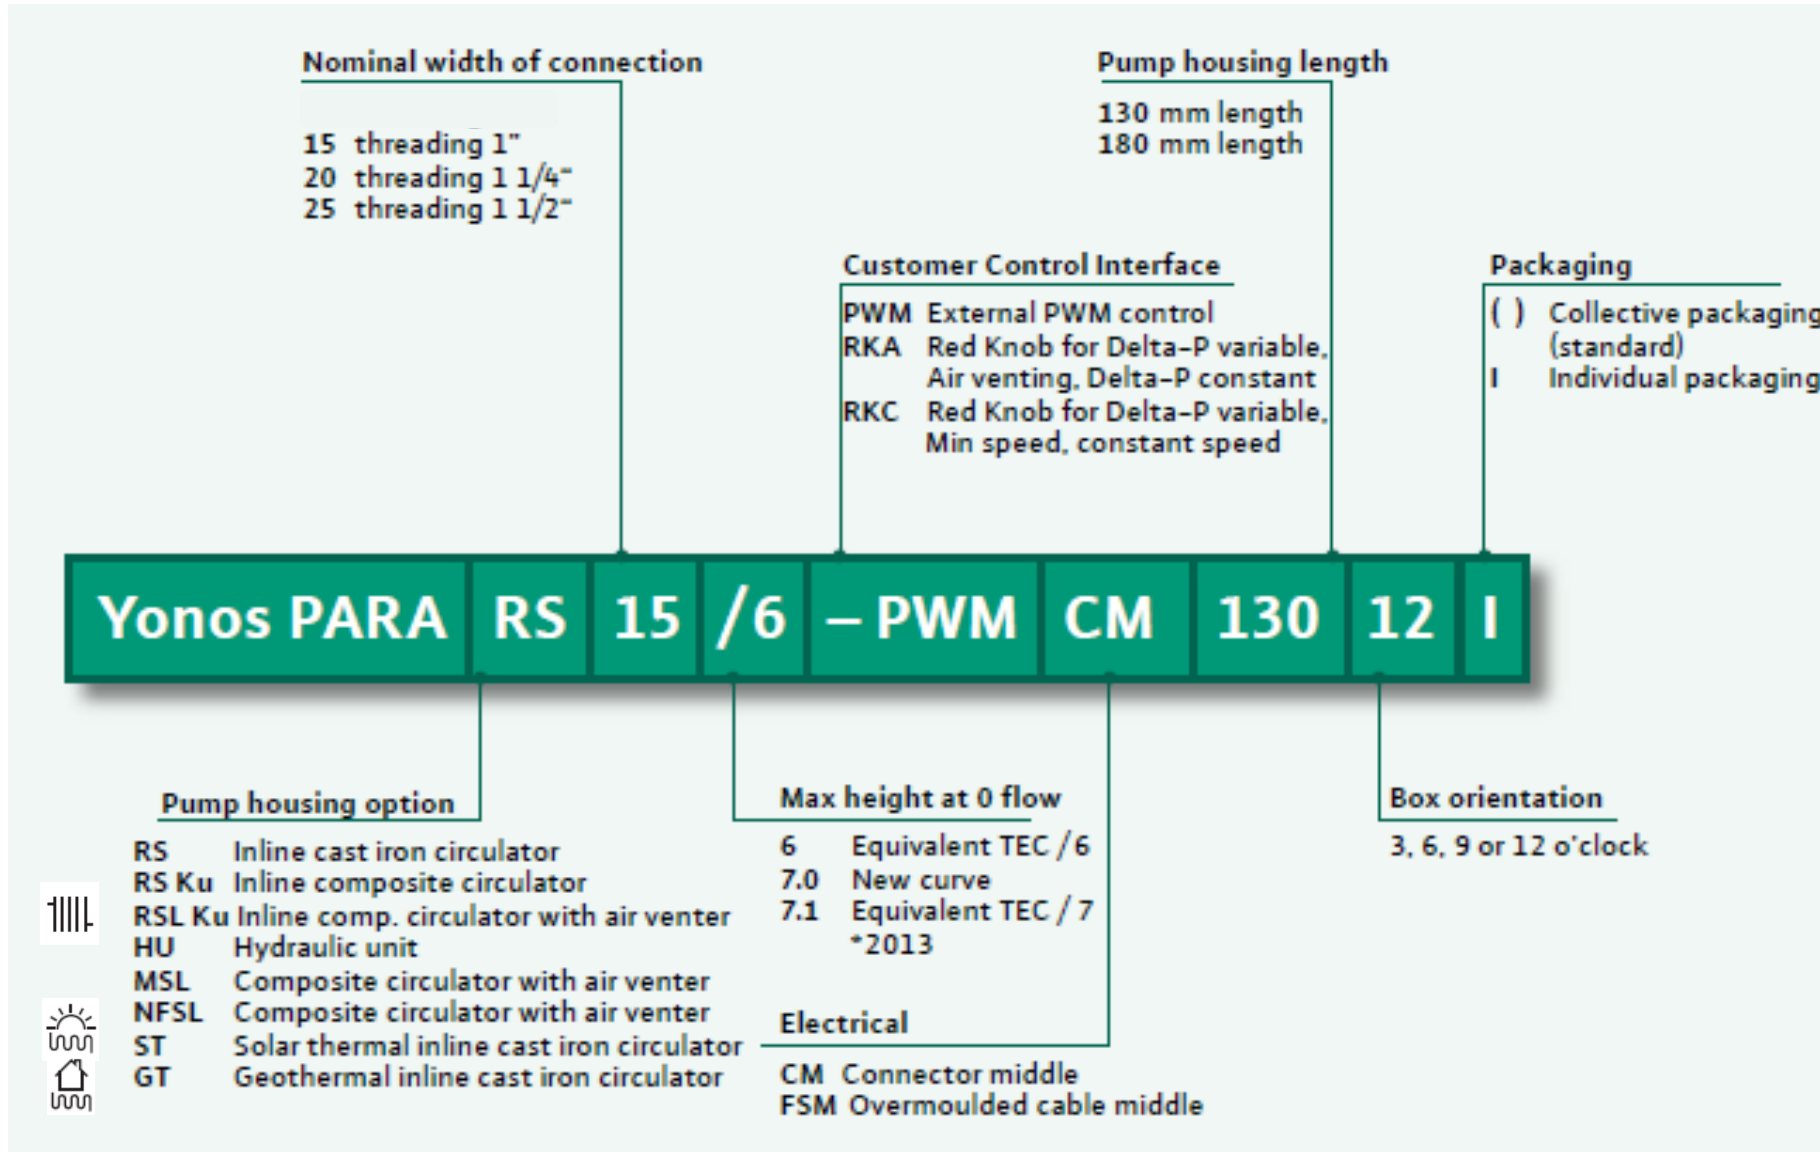 Nominal width of connection
15 threading 1"
20 threading 1 1/4"
25 threading 1 1/2"
Pump housing length
130 mm length
180 mm length
Customer Control Interface
PWM External PWM control
RKA Red Knob for Delta-P variable,
Air venting, Delta-P constant
RKC Red Knob for Delta-P variable,
Min speed, constant speed
Packaging
( ) Collective packaging
(standard)
I Individual packaging
Yonos PARA RS 15 /6 – PWM CM 130 12 I
Pump housing option
RS Inline cast iron circulator
RS Ku Inline composite circulator
RSL Ku Inline comp. circulator with air venter
HU Hydraulic unit
MSL Composite circulator with air venter
NFSL Composite circulator with air venter
ST Solar thermal inline cast iron circulator
GT Geothermal inline cast iron circulator
Max height at 0 flow
6 Equivalent TEC / 6
7.0 New curve
7.1 Equivalent TEC / 7
*2013
Electrical
CM Connector middle
FSM Overmoulded cable middle
Box orientation
3, 6, 9 or 12 o'clock